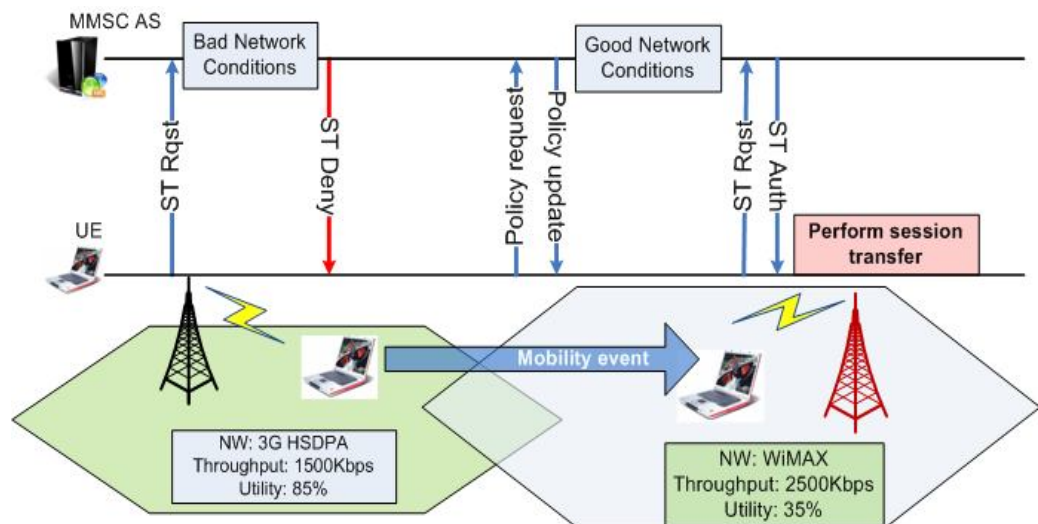 MMSC AS
Bad Network
Conditions
Good Network
Conditions
ST Rqst
ST Deny
Policy request
Policy update
ST Rqst
ST Auth
UE
Perform session
transfer
Mobility event
NW: 3G HSDPA
Throughput: 1500Kbps
Utility: 85%
NW: WiMAX
Throughput: 2500Kbps
Utility: 35%